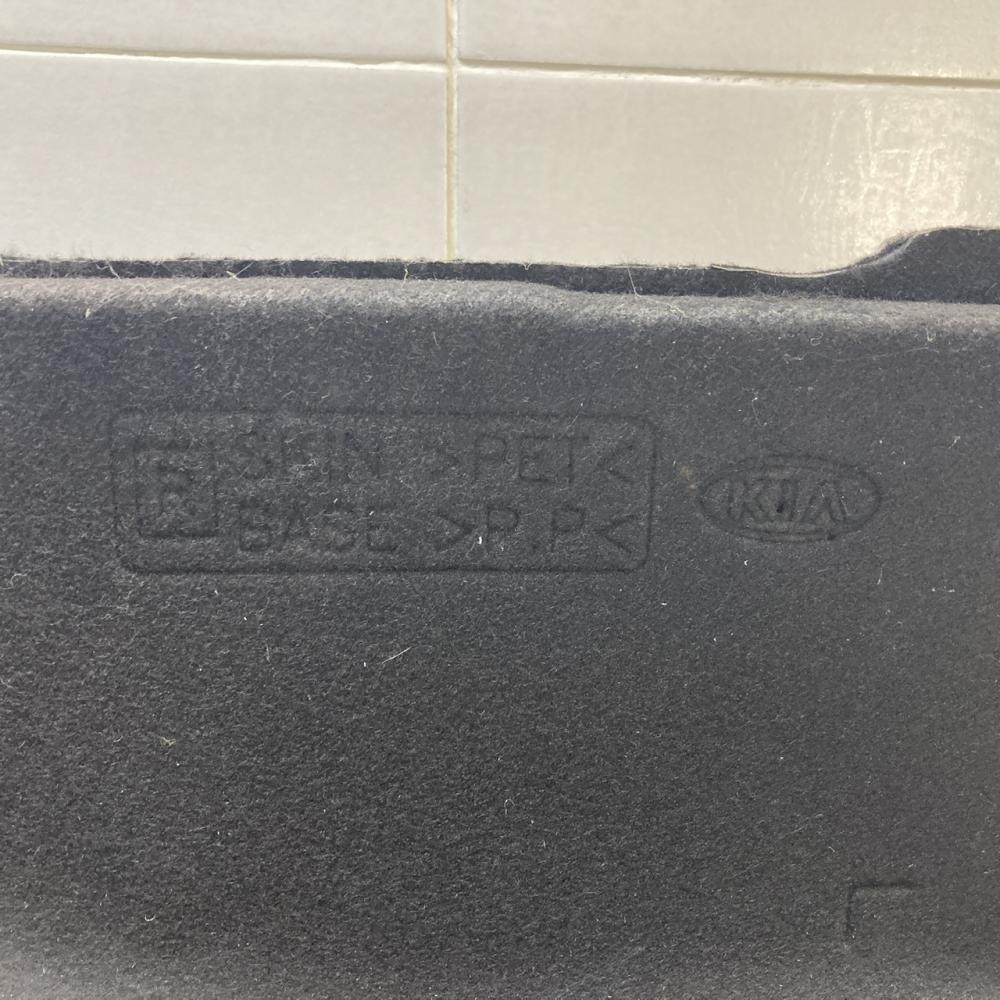 SKIN >PET<
BASE >P.P<
KIA